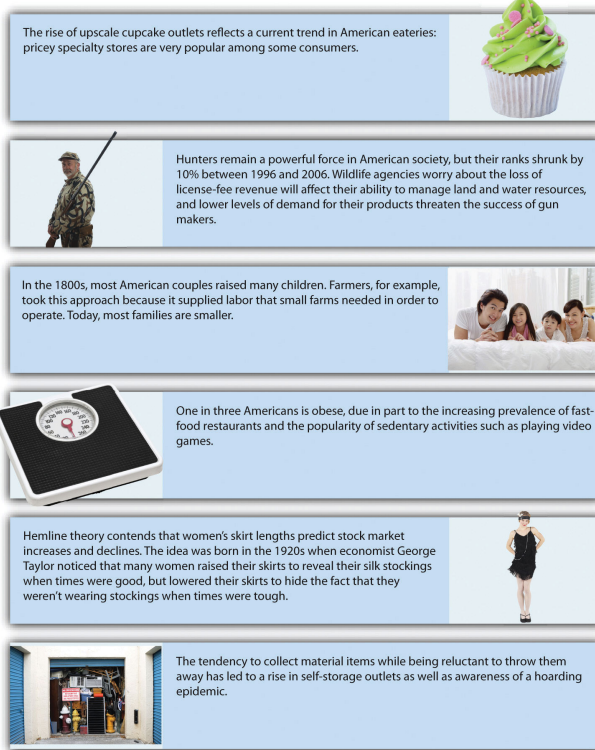 The rise of upscale cupcake outlets reflects a current trend in American eateries:
pricey specialty stores are very popular among some consumers.
Hunters remain a powerful force in American society, but their ranks shrunk by
10% between 1996 and 2006. Wildlife agencies worry about the loss of
license-fee revenue will affect their ability to manage land and water resources,
and lower levels of demand for their products threaten the success of gun
makers.
In the 1800s, most American couples raised many children. Farmers, for example,
took this approach because it supplied labor that small farms needed in order to
operate. Today, most families are smaller.
One in three Americans is obese, due in part to the increasing prevalence of fast-
food restaurants and the popularity of sedentary activities such as playing video
games.
Hemline theory contends that women's skirt lengths predict stock market
increases and declines. The idea was born in the 1920s when economist George
Taylor noticed that many women raised their skirts to reveal their silk stockings
when times were good, but lowered their skirts to hide the fact that they
weren't wearing stockings when times were tough.
The tendency to collect material items while being reluctant to throw them
away has led to a rise in self-storage outlets as well as awareness of a hoarding
epidemic.